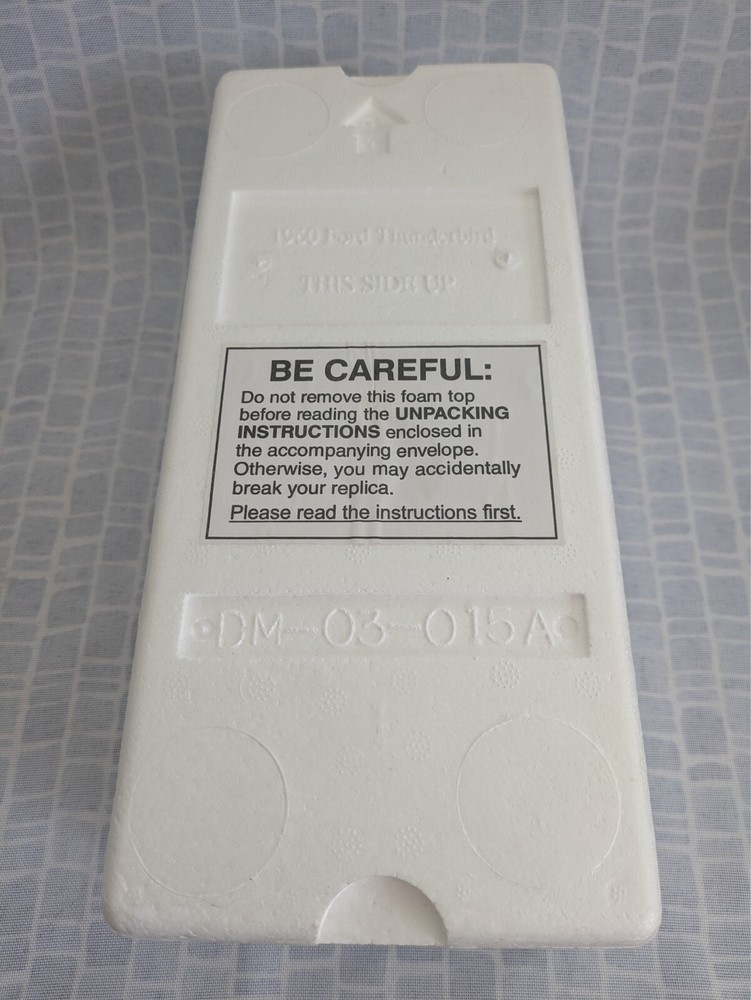 1960 Ford Thunderbird
THIS SIDE UP
BE CAREFUL:
Do not remove this foam top
before reading the UNPACKING
INSTRUCTIONS enclosed in
the accompanying envelope.
Otherwise, you may accidentally
break your replica.
Please read the instructions first.
DM-03-015A